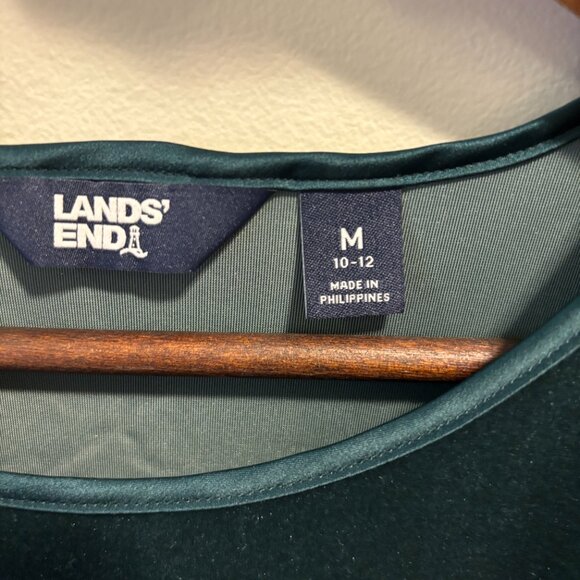 LANDS'
END
M
10-12
MADE IN
PHILIPPINES